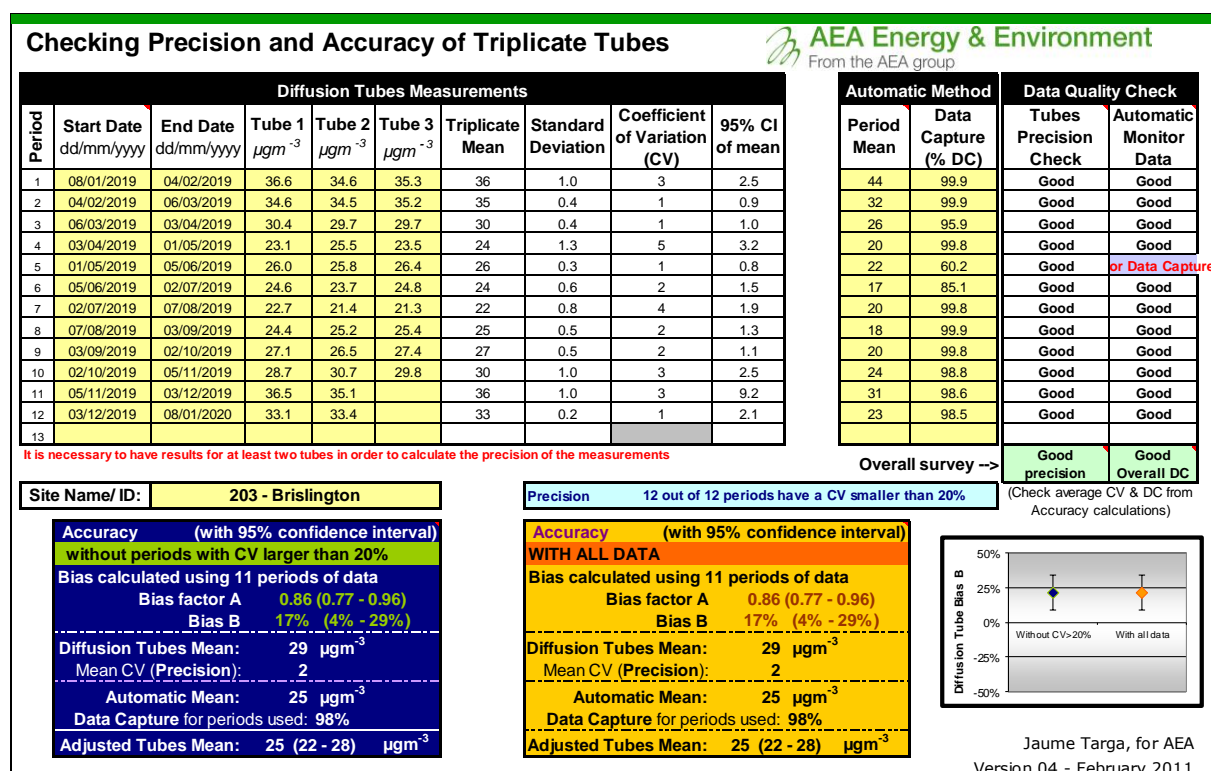 Checking Precision and Accuracy of Triplicate Tubes
AEA Energy & Environment
From the AEA group
Diffusion Tubes Measurements
Automatic Method
Data Quality Check
Period
Start Date dd/mm/yyyy
End Date dd/mm/yyyy
Tube 1 µgm -3
Tube 2 µgm -3
Tube 3 µgm -3
Triplicate Mean
Standard Deviation
Coefficient of Variation (CV)
95% CI of mean
Period Mean
Data Capture (% DC)
Tubes Precision Check
Automatic Monitor Data
1 08/01/2019 04/02/2019 36.6 34.6 35.3 36 1.0 3 2.5 44 99.9 Good Good
2 04/02/2019 06/03/2019 34.6 34.5 35.2 35 0.4 1 0.9 32 99.9 Good Good
3 06/03/2019 03/04/2019 30.4 29.7 29.7 30 0.4 1 1.0 26 95.9 Good Good
4 03/04/2019 01/05/2019 23.1 25.5 23.5 24 1.3 5 3.2 20 99.8 Good Good
5 01/05/2019 05/06/2019 26.0 25.8 26.4 26 0.3 1 0.8 22 60.2 Good or Data Capture
6 05/06/2019 02/07/2019 24.6 23.7 24.8 24 0.6 2 1.5 17 85.1 Good Good
7 02/07/2019 07/08/2019 22.7 21.4 21.3 22 0.8 4 1.9 20 99.8 Good Good
8 07/08/2019 03/09/2019 24.4 25.2 25.4 25 0.5 2 1.3 18 99.9 Good Good
9 03/09/2019 02/10/2019 27.1 26.5 27.4 27 0.5 2 1.1 20 99.8 Good Good
10 02/10/2019 05/11/2019 28.7 30.7 29.8 30 1.0 3 2.5 24 98.8 Good Good
11 05/11/2019 03/12/2019 36.5 35.1 36 1.0 3 9.2 31 98.6 Good Good
12 03/12/2019 08/01/2020 33.1 33.4 33 0.2 1 2.1 23 98.5 Good Good
13
It is necessary to have results for at least two tubes in order to calculate the precision of the measurements
Overall survey -->
Good precision
Good Overall DC
Site Name/ ID: 203 - Brislington
Precision 12 out of 12 periods have a CV smaller than 20%
(Check average CV & DC from
Accuracy calculations)
Accuracy (with 95% confidence interval)
without periods with CV larger than 20%
Bias calculated using 11 periods of data
Bias factor A 0.86 (0.77 - 0.96)
Bias B 17% (4% - 29%)
Diffusion Tubes Mean: 29 µgm-3
Mean CV (Precision): 2
Automatic Mean: 25 µgm-3
Data Capture for periods used: 98%
Adjusted Tubes Mean: 25 (22 - 28) µgm-3
Accuracy (with 95% confidence interval)
WITH ALL DATA
Bias calculated using 11 periods of data
Bias factor A 0.86 (0.77 - 0.96)
Bias B 17% (4% - 29%)
Diffusion Tubes Mean: 29 µgm-3
Mean CV (Precision): 2
Automatic Mean: 25 µgm-3
Data Capture for periods used: 98%
Adjusted Tubes Mean: 25 (22 - 28) µgm-3
Diffusion Tube Bias B
50%
25%
0%
-25%
-50%
Without CV>20%
With all data
Jaume Targa, for AEA
Version 04 - February 2011